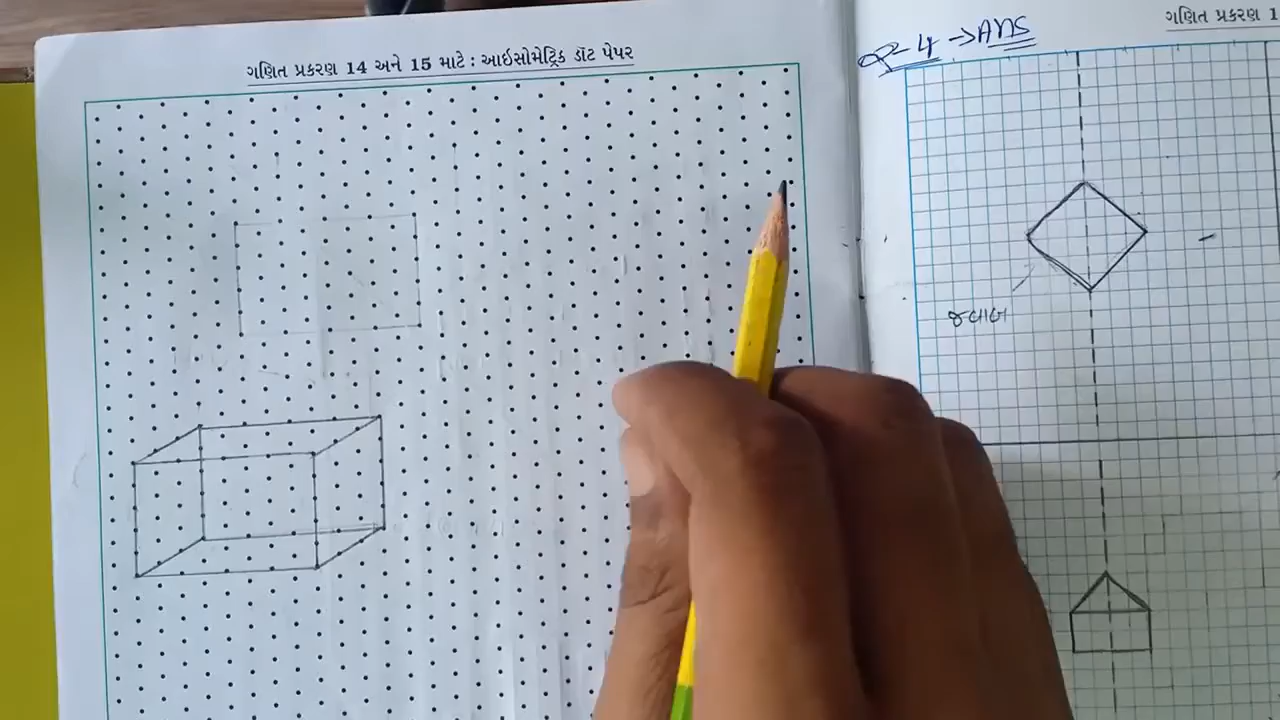 ગણિત પ્રકરણ 14 અને 15 માટે : આઇસોમેટ્રિક ડૉટ પેપર
ગણિત પ્રકરણ 1
Q-4 → Ans
જવાબ